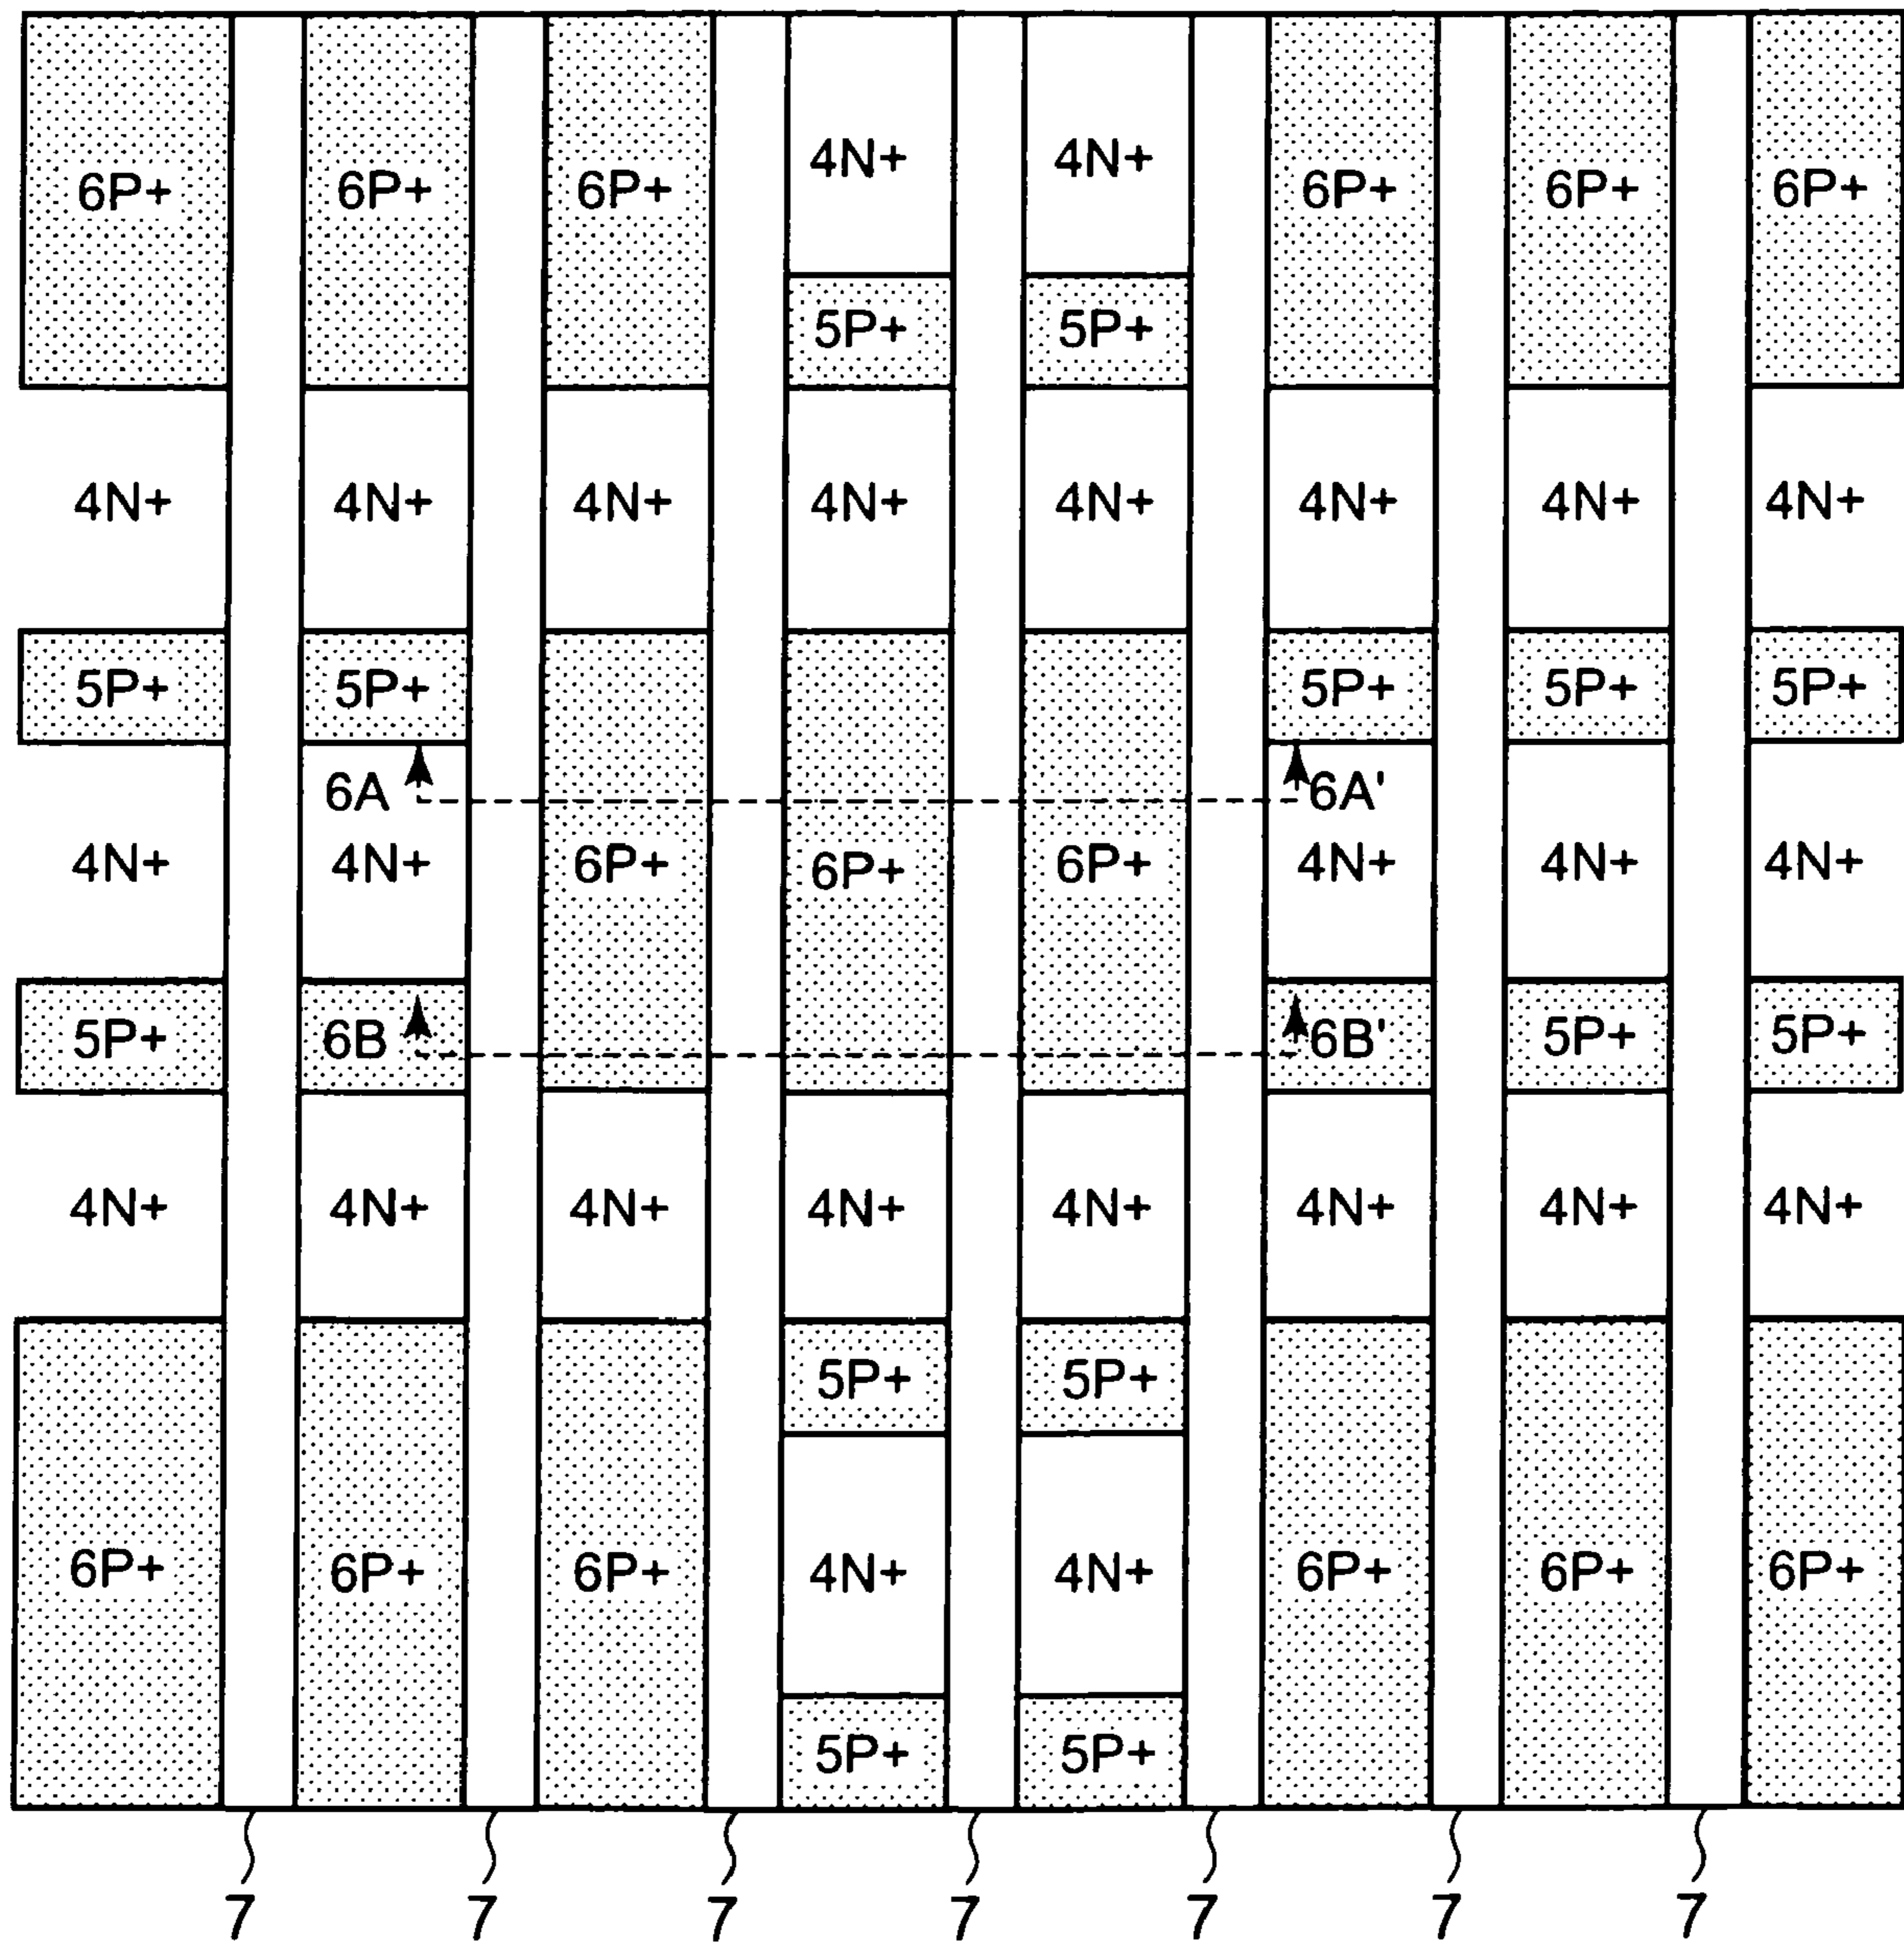 4N+ 4N+
6P+ 6P+ 6P+ 6P+ 6P+ 6P+
5P+ 5P+
4N+ 4N+ 4N+ 4N+ 4N+ 4N+ 4N+ 4N+
5P+ 5P+ 5P+ 5P+ 5P+
6A 6A'
4N+ 4N+ 6P+ 6P+ 6P+ 4N+ 4N+ 4N+
5P+ 6B 6B' 5P+ 5P+
4N+ 4N+ 4N+ 4N+ 4N+ 4N+ 4N+ 4N+
5P+ 5P+
6P+ 6P+ 6P+ 4N+ 4N+ 6P+ 6P+ 6P+
5P+ 5P+
7 7 7 7 7 7 7